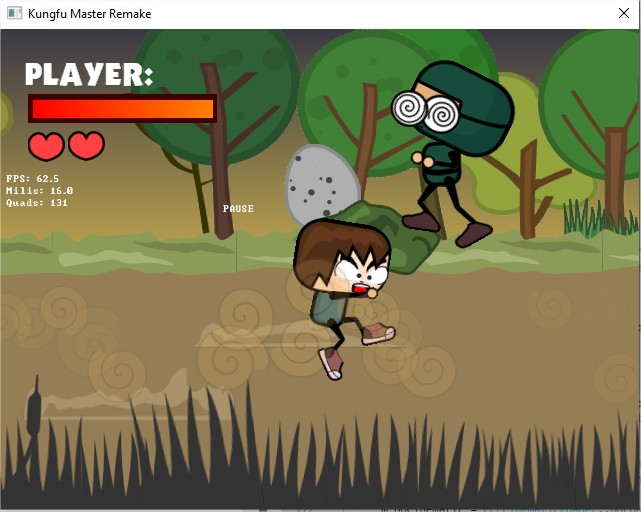 Kungfu Master Remake
PLAYER:
FPS: 62.5
Milis: 16.0
Quads: 131
PAUSE